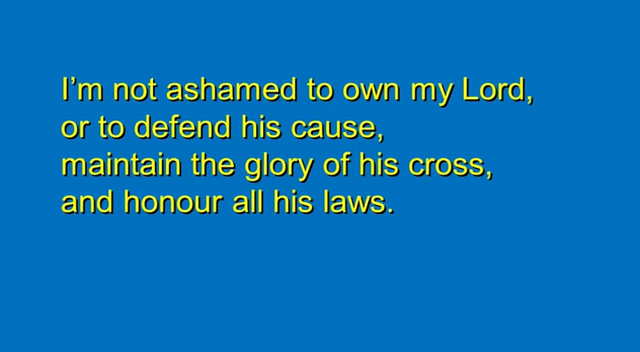 I’m not ashamed to own my Lord,
or to defend his cause,
maintain the glory of his cross,
and honour all his laws.